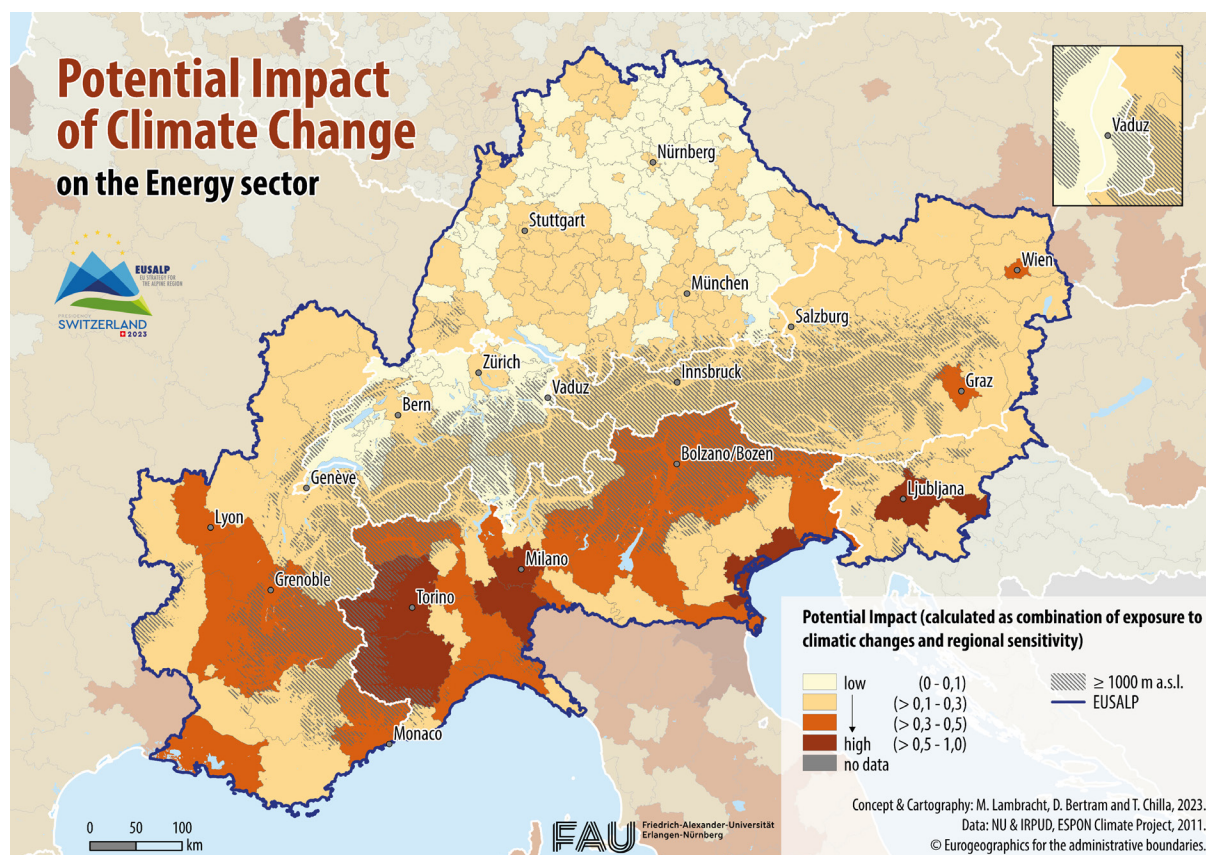 Potential Impact
of Climate Change
on the Energy sector
EUSALP
EU STRATEGY FOR
THE ALPINE REGION
PRESIDENCY
SWITZERLAND
2023
Vaduz
Nürnberg
Stuttgart
Wien
München
Salzburg
Zürich
Innsbruck
Vaduz
Graz
Bern
Bolzano/Bozen
Genève
Ljubljana
Lyon
Milano
Grenoble
Torino
Monaco
Potential Impact (calculated as combination of exposure to
climatic changes and regional sensitivity)
low (0 - 0,1)
(> 0,1 - 0,3)
(> 0,3 - 0,5)
high (> 0,5 - 1,0)
no data
≥ 1000 m a.s.l.
EUSALP
0 50 100
km
FAU Friedrich-Alexander-Universität
Erlangen-Nürnberg
Concept & Cartography: M. Lambracht, D. Bertram and T. Chilla, 2023.
Data: NU & IRPUD, ESPON Climate Project, 2011.
© Eurogeographics for the administrative boundaries.